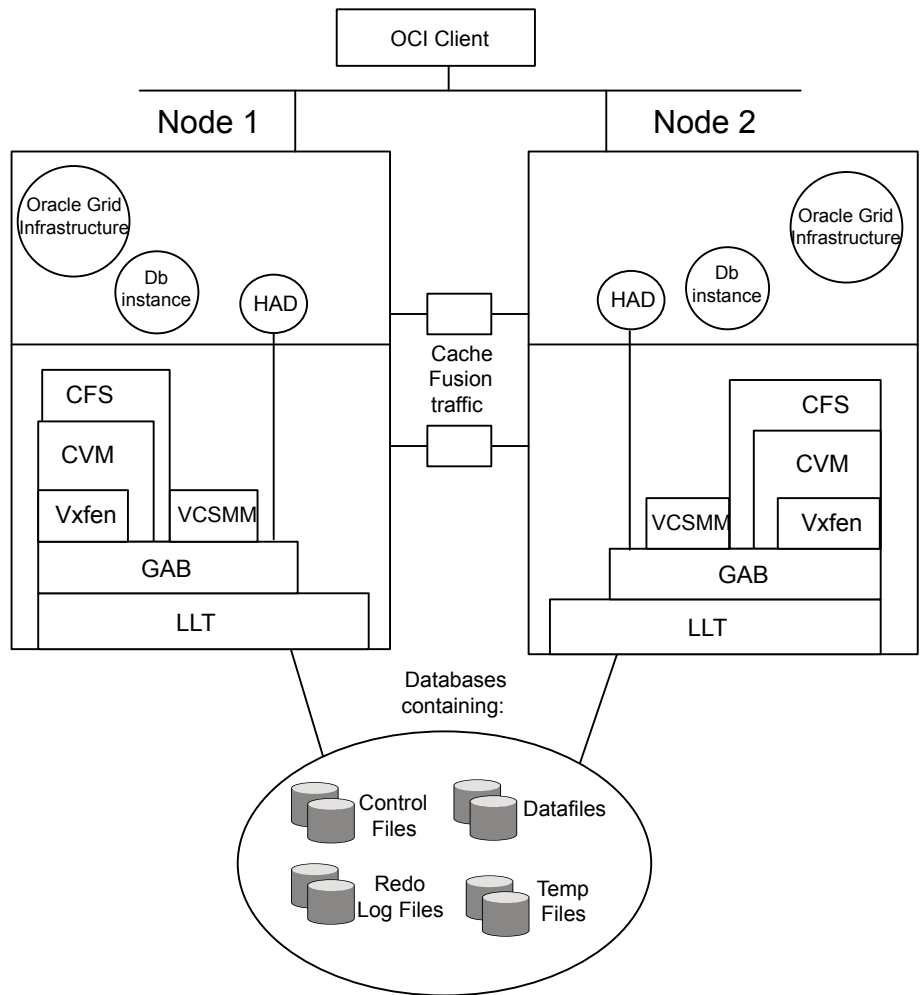 OCI Client
Node 1
Node 2
Oracle Grid
Infrastructure
Db
instance
HAD
Oracle Grid
Infrastructure
Db
instance
HAD
Cache
Fusion
traffic
CFS
CVM
Vxfen
VCSMM
GAB
LLT
CFS
CVM
VCSMM
Vxfen
GAB
LLT
Databases
containing:
Control
Files
Datafiles
Redo
Log Files
Temp
Files